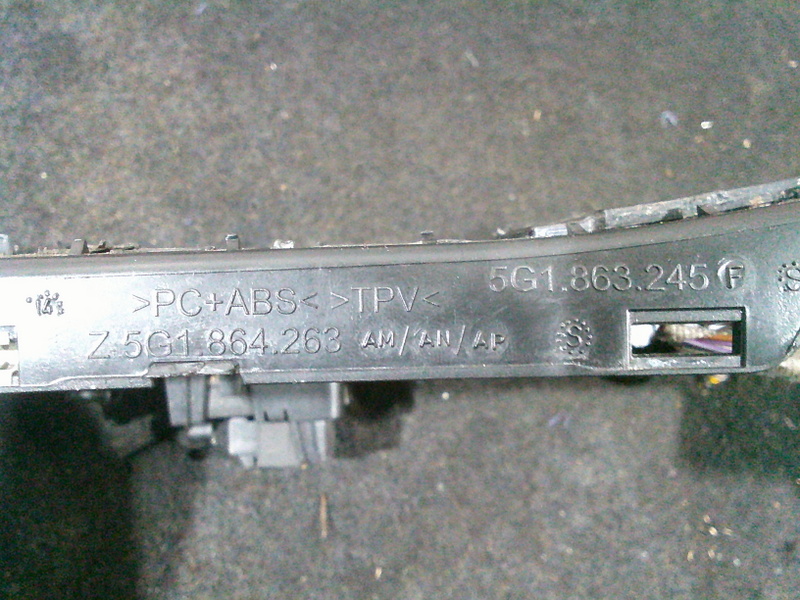 5G1.863.245 F
>PC+ABS< >TPV<
Z 5G1.864.263 AM/AN/AP
S